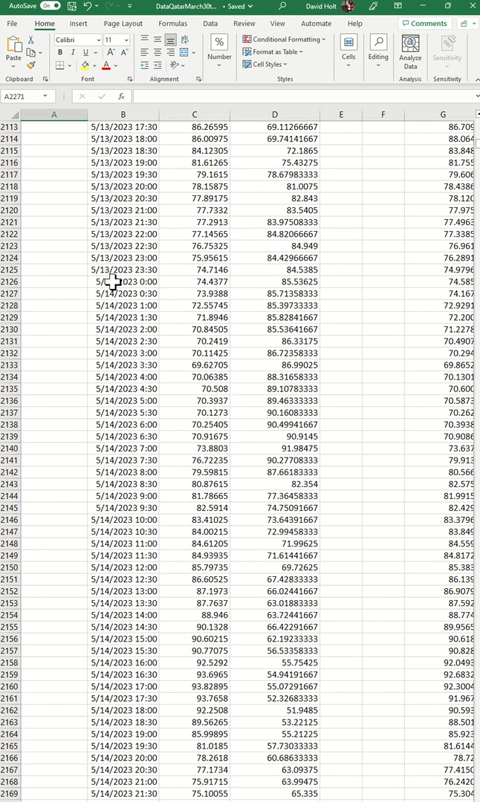 AutoSave On DataQatarMarch30t... • Saved David Holt
File Home Insert Page Layout Formulas Data Review View Comments
Calibri 11 Conditional Formatting
Paste B I U A Number Format as Table Cells Editing Analyze Data Sensitivity
Cell Styles
Clipboard Font Alignment Styles Analysis Sensitivity
A2271 fx
A B C D E F G
2113 5/13/2023 17:30 86.26595 69.11266667 86.709
2114 5/13/2023 18:00 86.00975 69.74141667 88.064
2115 5/13/2023 18:30 84.12305 72.1865 83.848
2116 5/13/2023 19:00 81.61265 75.43275 81.755
2117 5/13/2023 19:30 79.1615 78.67983333 79.606
2118 5/13/2023 20:00 78.15875 81.0075 78.4386
2119 5/13/2023 20:30 77.89175 82.843 78.120
2120 5/13/2023 21:00 77.7332 83.5405 77.975
2121 5/13/2023 21:30 77.2913 83.97508333 77.4963
2122 5/13/2023 22:00 77.14565 84.82066667 77.3385
2123 5/13/2023 22:30 76.75325 84.949 76.961
2124 5/13/2023 23:00 75.95615 84.42966667 76.2891
2125 5/13/2023 23:30 74.7146 84.5385 74.9796
2126 0:00 74.4377 85.53625 74.585
2127 5/14/2023 0:30 73.9388 85.71358333 74.167
2128 5/14/2023 1:00 72.55745 85.39733333 72.9291
2129 5/14/2023 1:30 71.8946 85.82841667 72.200
2130 5/14/2023 2:00 70.84505 85.53641667 71.2278
2131 5/14/2023 2:30 70.2419 86.33175 70.4907
2132 5/14/2023 3:00 70.11425 86.72358333 70.294
2133 5/14/2023 3:30 69.62705 86.99025 69.8652
2134 5/14/2023 4:00 70.06385 88.31658333 70.1301
2135 5/14/2023 4:30 70.508 89.10783333 70.600
2136 5/14/2023 5:00 70.3937 89.46333333 70.5873
2137 5/14/2023 5:30 70.1273 90.16083333 70.262
2138 5/14/2023 6:00 70.25405 90.49941667 70.3938
2139 5/14/2023 6:30 70.91675 90.9145 70.9086
2140 5/14/2023 7:00 73.8803 91.98475 73.637
2141 5/14/2023 7:30 76.72235 90.27708333 79.913
2142 5/14/2023 8:00 79.59815 87.66183333 80.566
2143 5/14/2023 8:30 80.87615 82.354 82.575
2144 5/14/2023 9:00 81.78665 77.36458333 81.9915
2145 5/14/2023 9:30 82.5914 74.75091667 82.429
2146 5/14/2023 10:00 83.41025 73.64391667 83.3796
2147 5/14/2023 10:30 84.00215 72.99458333 83.849
2148 5/14/2023 11:00 84.61205 71.99625 84.559
2149 5/14/2023 11:30 84.93935 71.61441667 84.8172
2150 5/14/2023 12:00 85.79735 69.72625 85.383
2151 5/14/2023 12:30 86.60525 67.42833333 86.139
2152 5/14/2023 13:00 87.1973 66.02441667 86.9079
2153 5/14/2023 13:30 87.7637 63.01883333 87.592
2154 5/14/2023 14:00 88.946 63.72441667 88.774
2155 5/14/2023 14:30 90.1328 66.42291667 89.9565
2156 5/14/2023 15:00 90.60215 62.19233333 90.618
2157 5/14/2023 15:30 90.77075 56.53358333 90.828
2158 5/14/2023 16:00 92.5292 55.75425 92.0493
2159 5/14/2023 16:30 93.6965 54.94191667 92.6832
2160 5/14/2023 17:00 93.82895 55.07291667 92.3004
2161 5/14/2023 17:30 93.7658 52.32683333 91.967
2162 5/14/2023 18:00 92.2508 51.9485 90.593
2163 5/14/2023 18:30 89.56265 53.22125 88.501
2164 5/14/2023 19:00 85.99895 55.21225 85.923
2165 5/14/2023 19:30 81.0185 57.73033333 81.6144
2166 5/14/2023 20:00 78.2618 60.68633333 78.72
2167 5/14/2023 20:30 77.1734 63.09375 77.4150
2168 5/14/2023 21:00 75.91715 63.99475 76.2420
2169 5/14/2023 21:30 75.10055 65.335 75.304